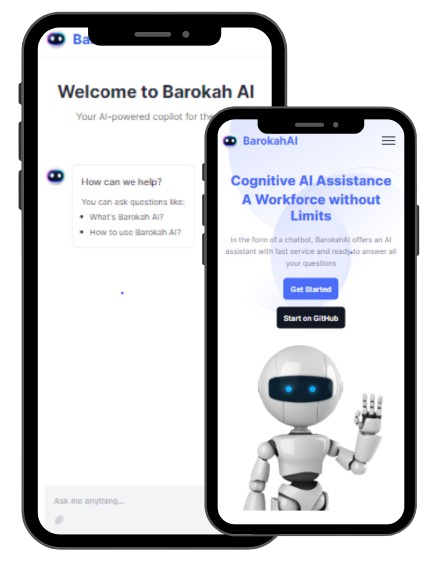 Ba
Welcome to Barokah AI
Your AI-powered copilot for the
How can we help?
You can ask questions like:
What's Barokah AI?
How to use Barokah AI?
Ask me anything...
BarokahAI
Cognitive AI Assistance
A Workforce without
Limits
In the form of a chatbot, BarokahAi offers an AI
assistant with fast service and ready to answer all
your questions
Get Started
Start on GitHub